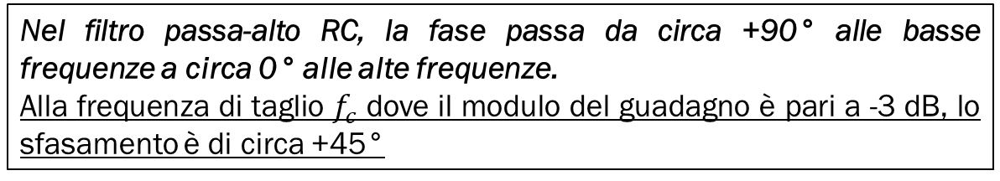 Nel filtro passa-alto RC, la fase passa da circa +90° alle basse
frequenze a circa 0° alle alte frequenze.
Alla frequenza di taglio f_c dove il modulo del guadagno è pari a -3 dB, lo
sfasamento è di circa +45°